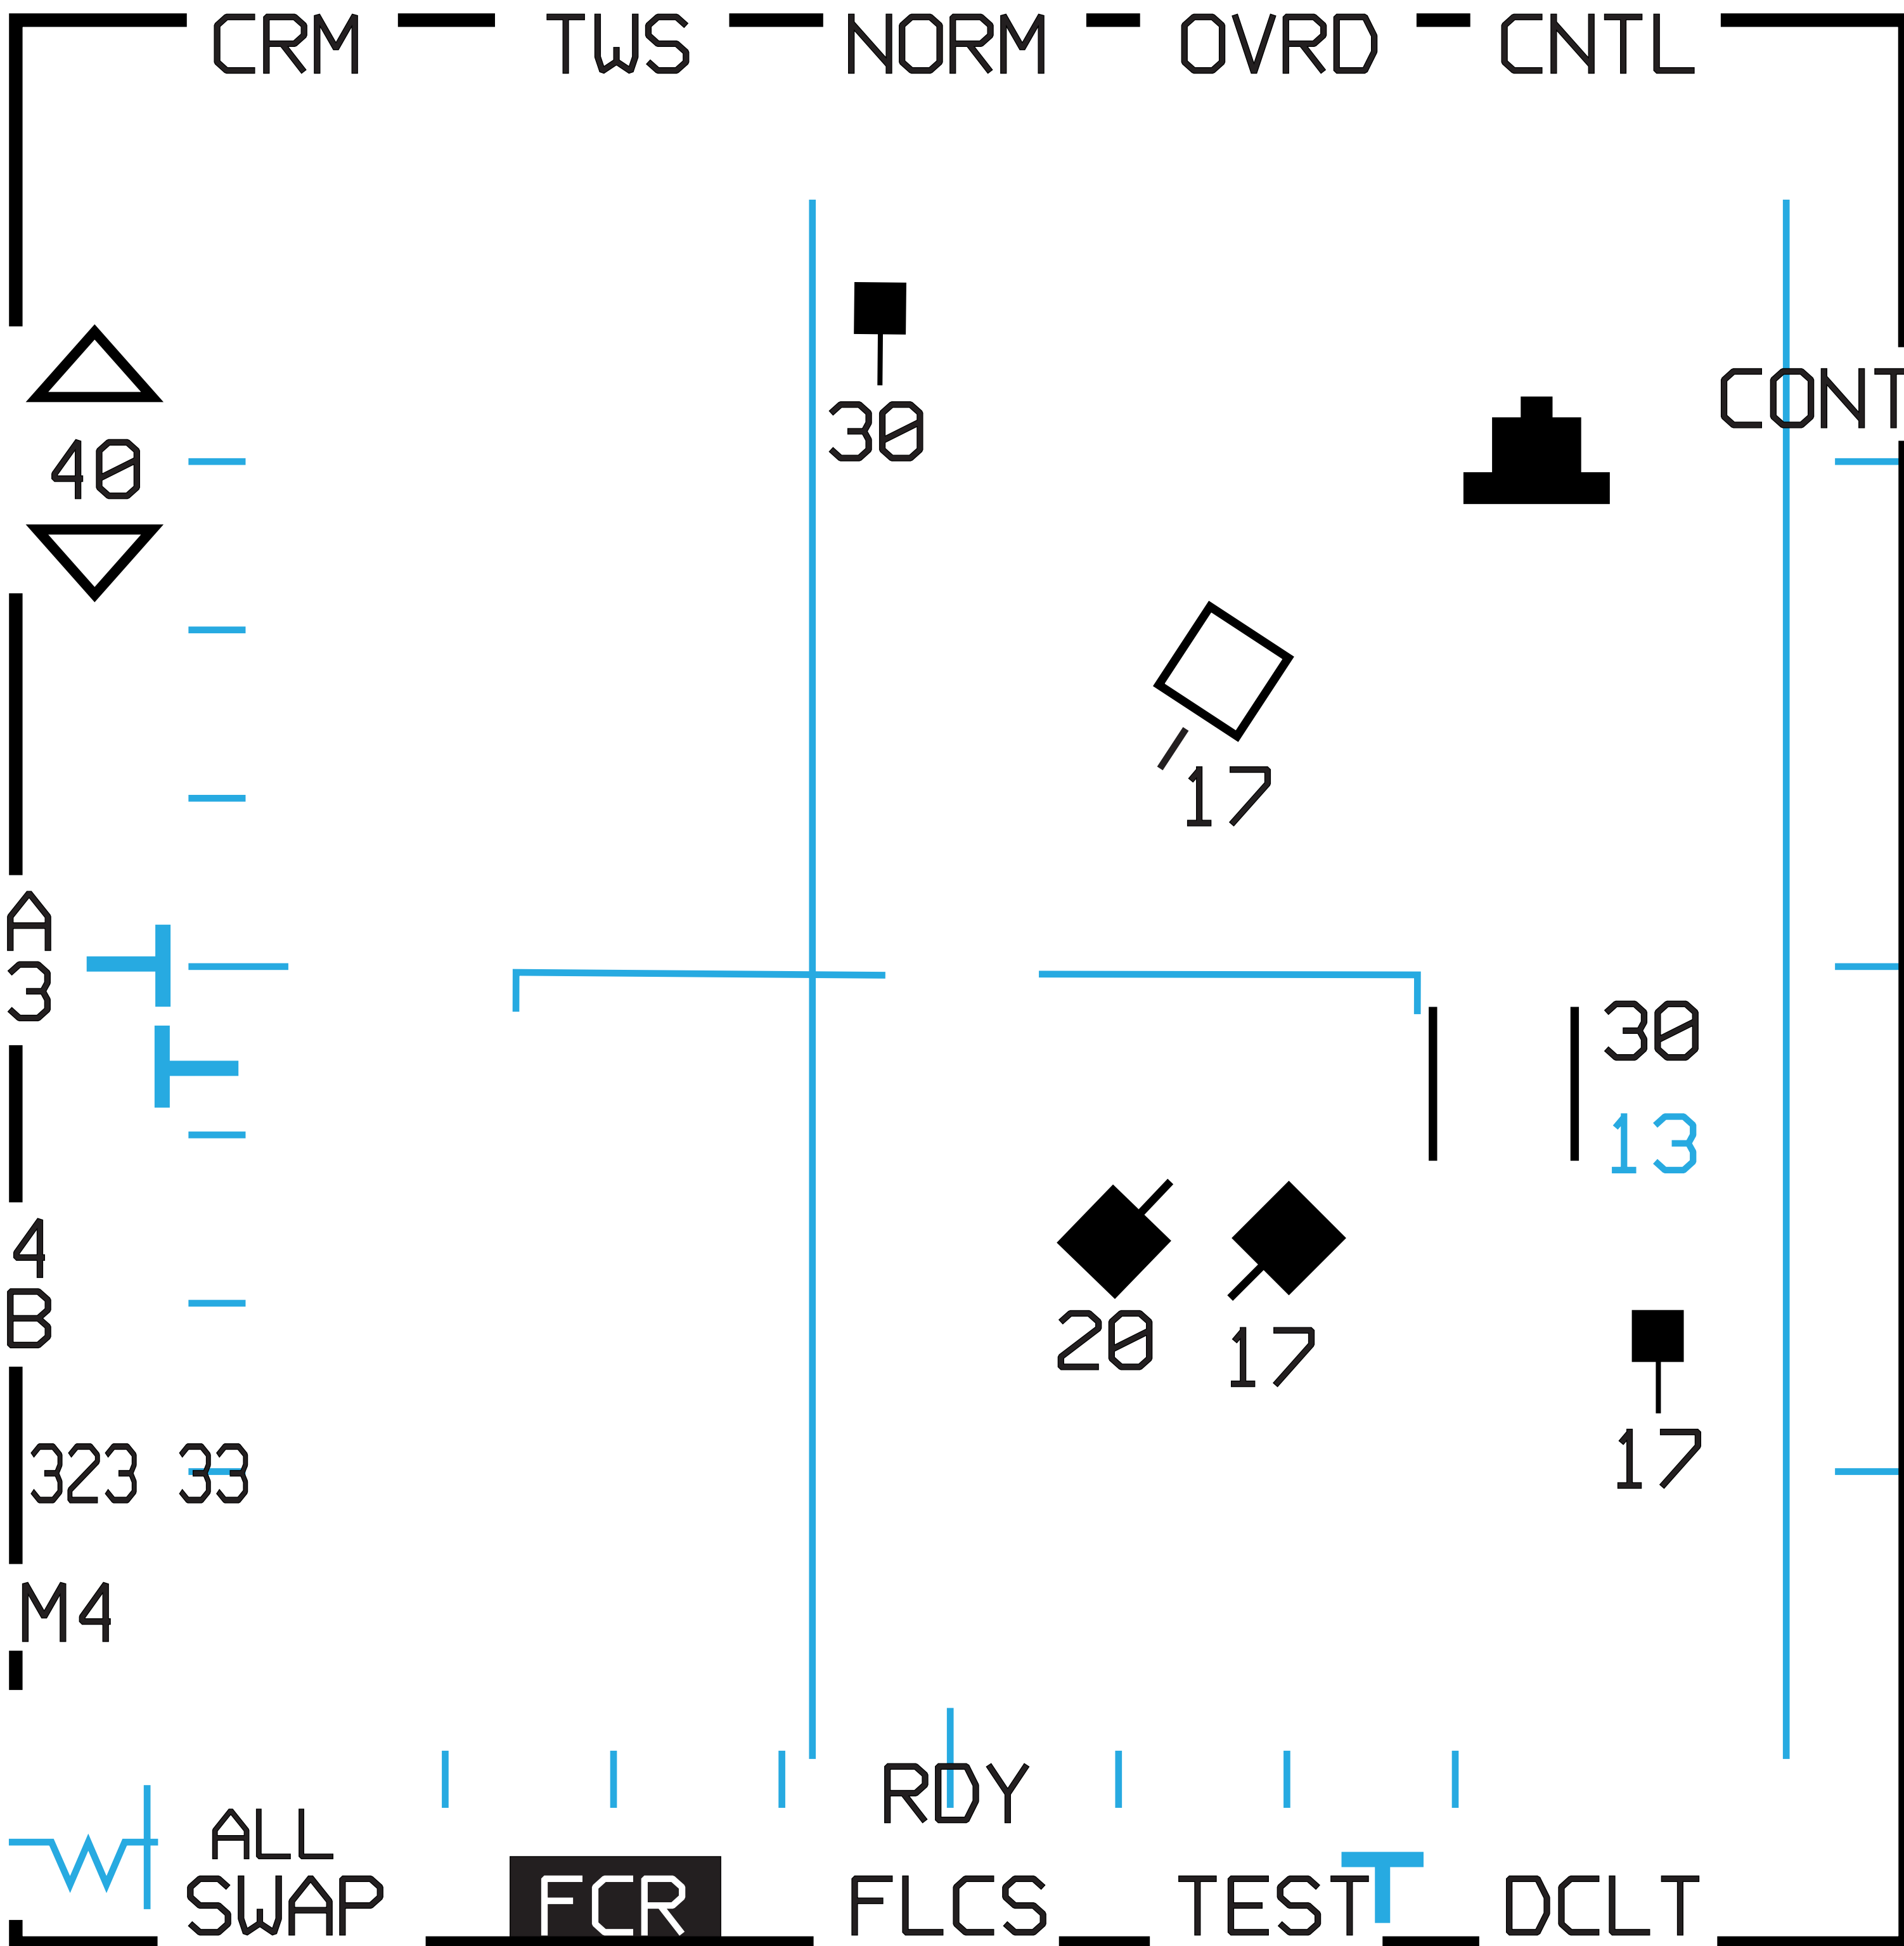 CRM TWS NORM OVRD CNTL
CONT
40
30
17
A
3
30
13
4
B
20 17
17
323 33
M4
RDY
ALL
SWAP FCR FLCS TEST DCLT